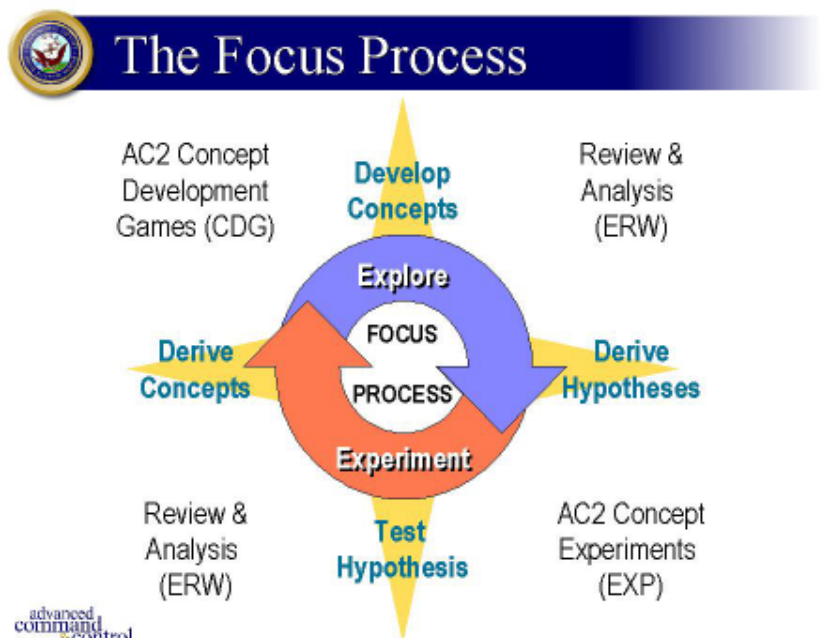 The Focus Process
AC2 Concept
Development
Games (CDG)
Develop
Concepts
Review &
Analysis
(ERW)
Explore
FOCUS
PROCESS
Derive
Concepts
Derive
Hypotheses
Experiment
Review &
Analysis
(ERW)
Test
Hypothesis
AC2 Concept
Experiments
(EXP)
advanced
command
&control